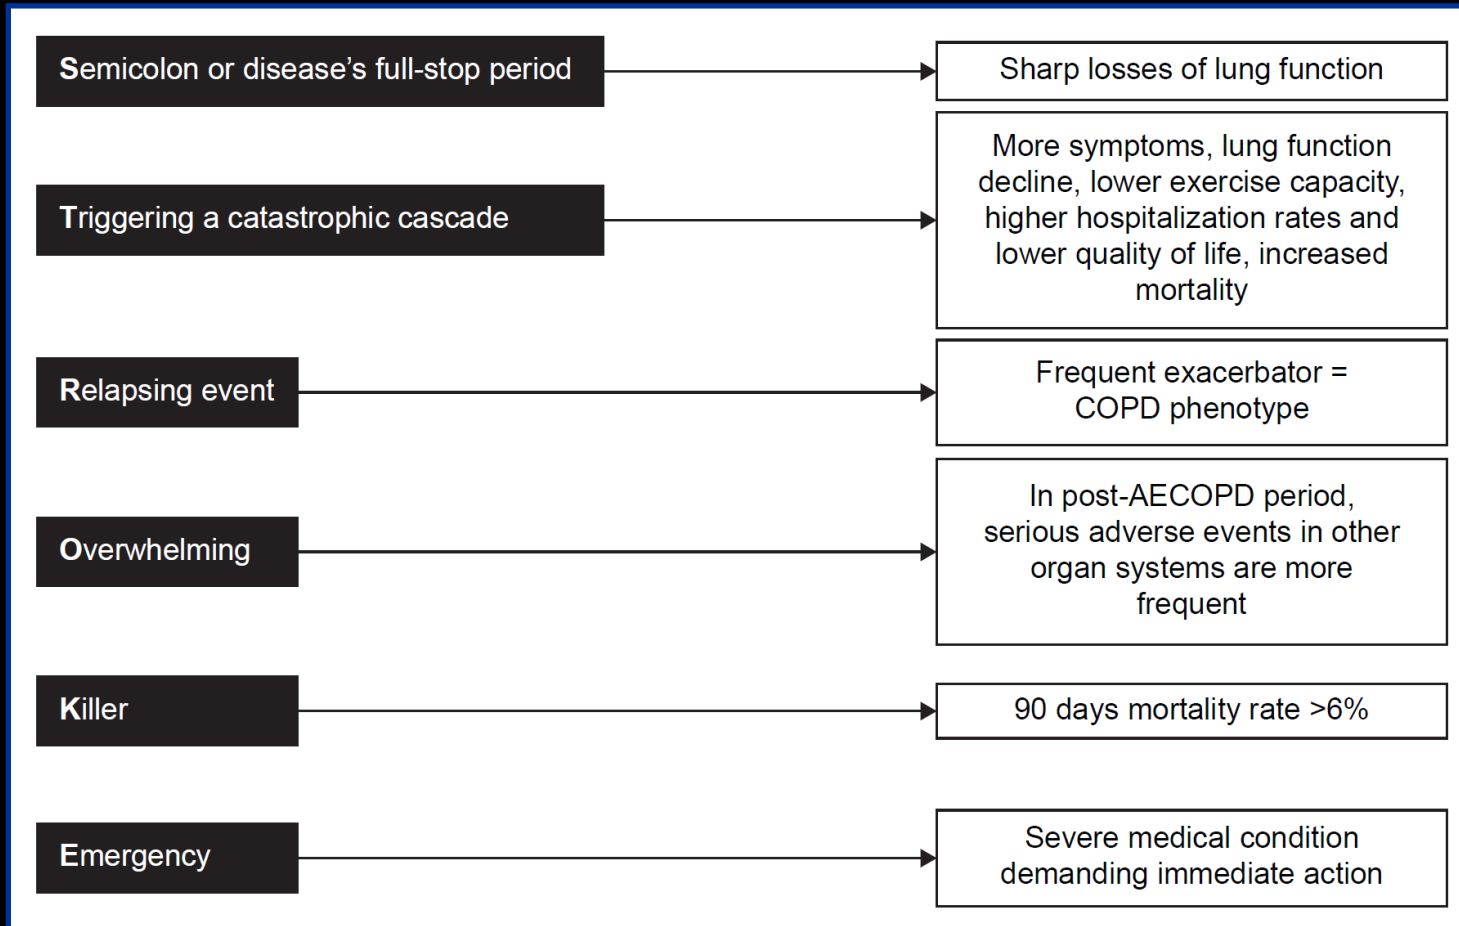 Semicolon or disease's full-stop period
Sharp losses of lung function
Triggering a catastrophic cascade
More symptoms, lung function
decline, lower exercise capacity,
higher hospitalization rates and
lower quality of life, increased
mortality
Relapsing event
Frequent exacerbator =
COPD phenotype
Overwhelming
In post-AECOPD period,
serious adverse events in other
organ systems are more
frequent
Killer
90 days mortality rate >6%
Emergency
Severe medical condition
demanding immediate action